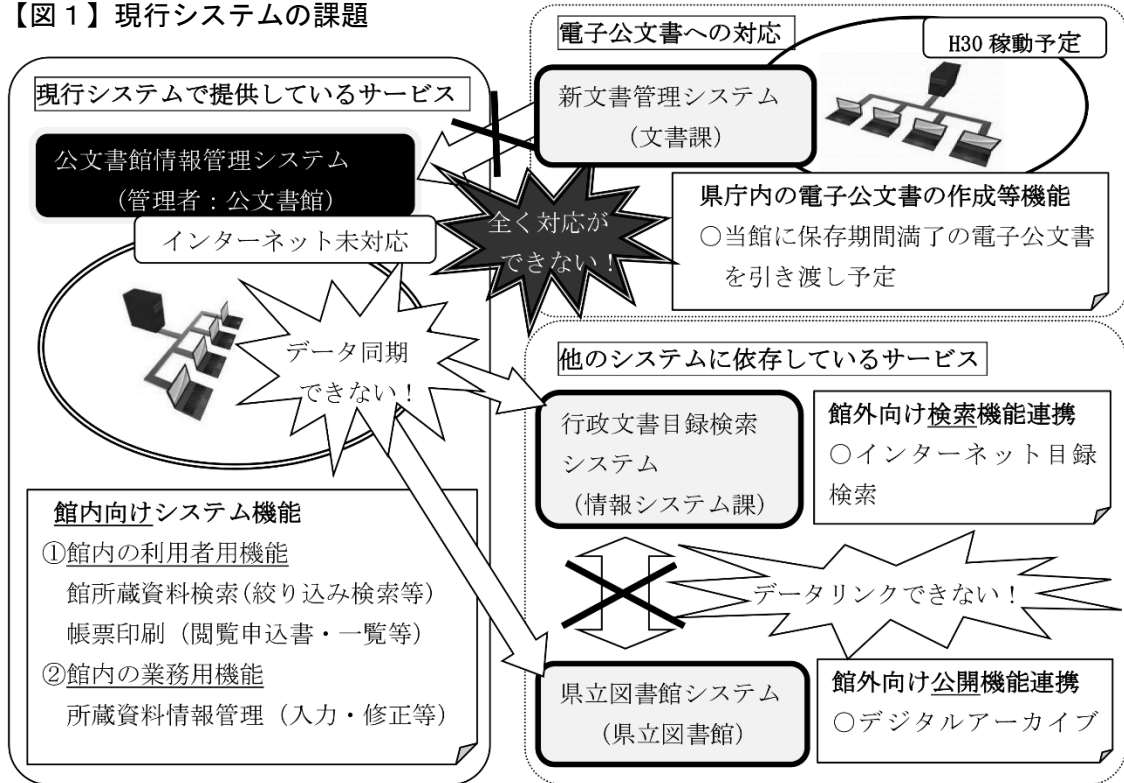 【図１】現行システムの課題
現行システムで提供しているサービス
公文書館情報管理システム
（管理者：公文書館）
インターネット未対応
データ同期
できない！
館内向けシステム機能
①館内の利用者用機能
館所蔵資料検索(絞り込み検索等)
帳票印刷（閲覧申込書・一覧等）
②館内の業務用機能
所蔵資料情報管理（入力・修正等）
電子公文書への対応
H30 稼動予定
新文書管理システム
（文書課）
全く対応が
できない！
県庁内の電子公文書の作成等機能
○当館に保存期間満了の電子公文書
を引き渡し予定
他のシステムに依存しているサービス
行政文書目録検索
システム
（情報システム課）
館外向け検索機能連携
○インターネット目録
検索
データリンクできない！
県立図書館システム
（県立図書館）
館外向け公開機能連携
○デジタルアーカイブ